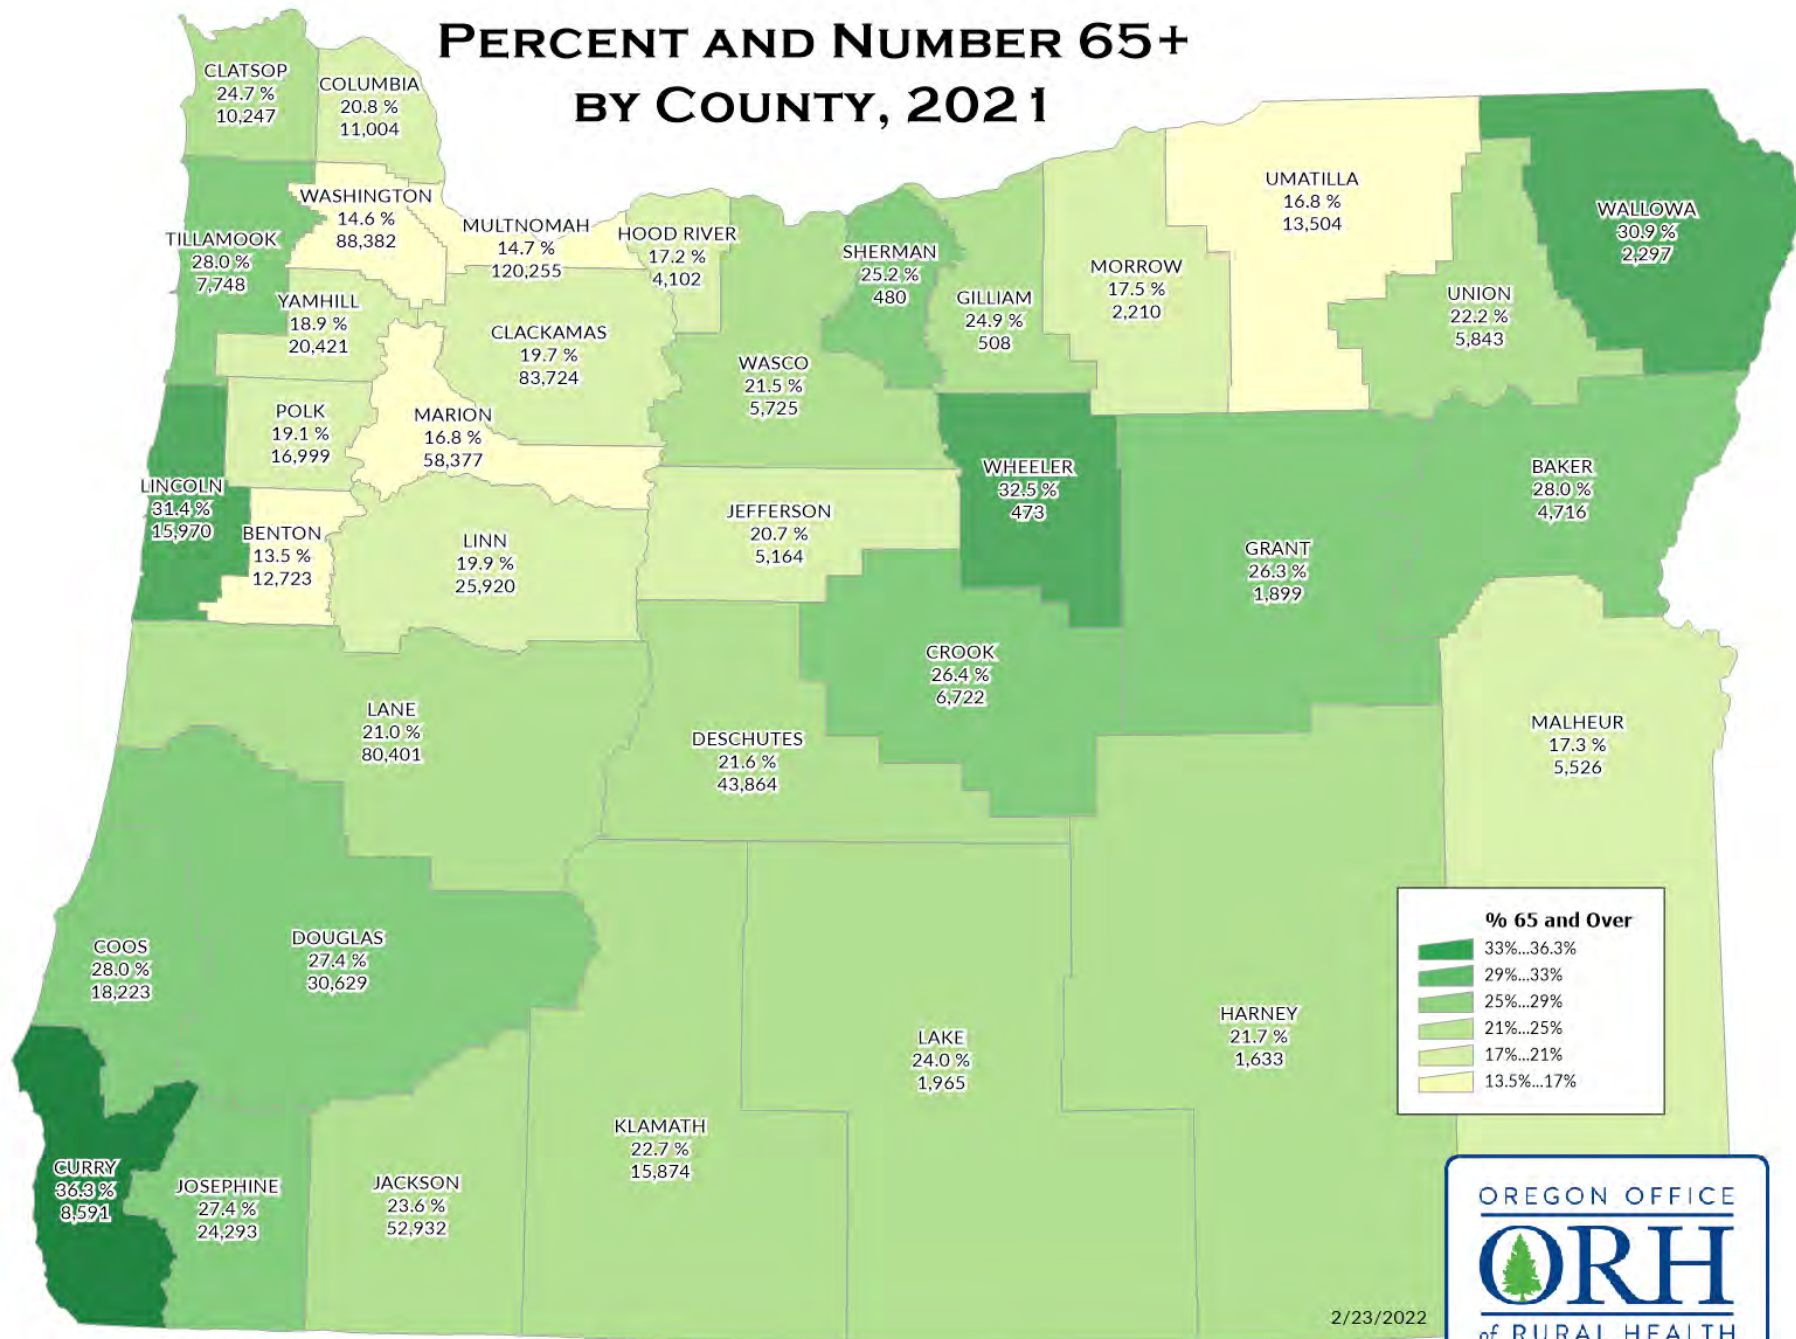 PERCENT AND NUMBER 65+
BY COUNTY, 2021
CLATSOP
24.7 %
10,247
COLUMBIA
20.8 %
11,004
WASHINGTON
14.6 %
88,382
MULTNOMAH
14.7 %
120,255
HOOD RIVER
17.2 %
4,102
TILLAMOOK
28.0 %
7,748
YAMHILL
18.9 %
20,421
CLACKAMAS
19.7 %
83,724
WASCO
21.5 %
5,725
SHERMAN
25.2 %
480
GILLIAM
24.9 %
508
MORROW
17.5 %
2,210
UMATILLA
16.8 %
13,504
UNION
22.2 %
5,843
WALLOWA
30.9 %
2,297
POLK
19.1 %
16,999
MARION
16.8 %
58,377
LINCOLN
31.4 %
15,970
BENTON
13.5 %
12,723
LINN
19.9 %
25,920
JEFFERSON
20.7 %
5,164
WHEELER
32.5 %
473
GRANT
26.3 %
1,899
BAKER
28.0 %
4,716
CROOK
26.4 %
6,722
LANE
21.0 %
80,401
DESCHUTES
21.6 %
43,864
MALHEUR
17.3 %
5,526
COOS
28.0 %
18,223
DOUGLAS
27.4 %
30,629
LAKE
24.0 %
1,965
HARNEY
21.7 %
1,633
KLAMATH
22.7 %
15,874
CURRY
36.3 %
8,591
JOSEPHINE
27.4 %
24,293
JACKSON
23.6 %
52,932
% 65 and Over
33%...36.3%
29%...33%
25%...29%
21%...25%
17%...21%
13.5%...17%
2/23/2022
OREGON OFFICE
ORH
of RURAL HEALTH